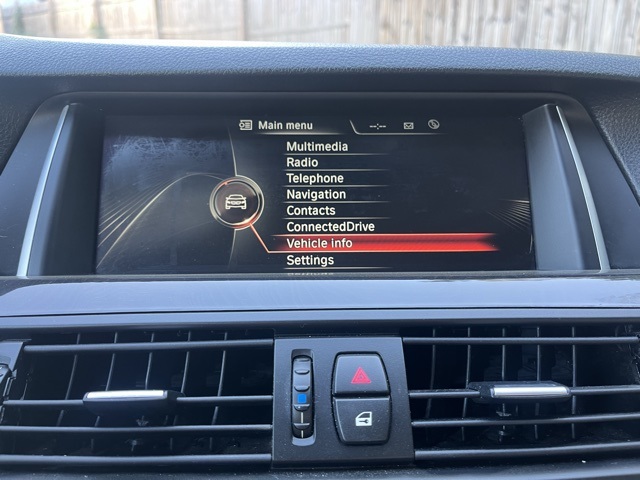 Main menu --:--
Multimedia
Radio
Telephone
Navigation
Contacts
ConnectedDrive
Vehicle info
Settings